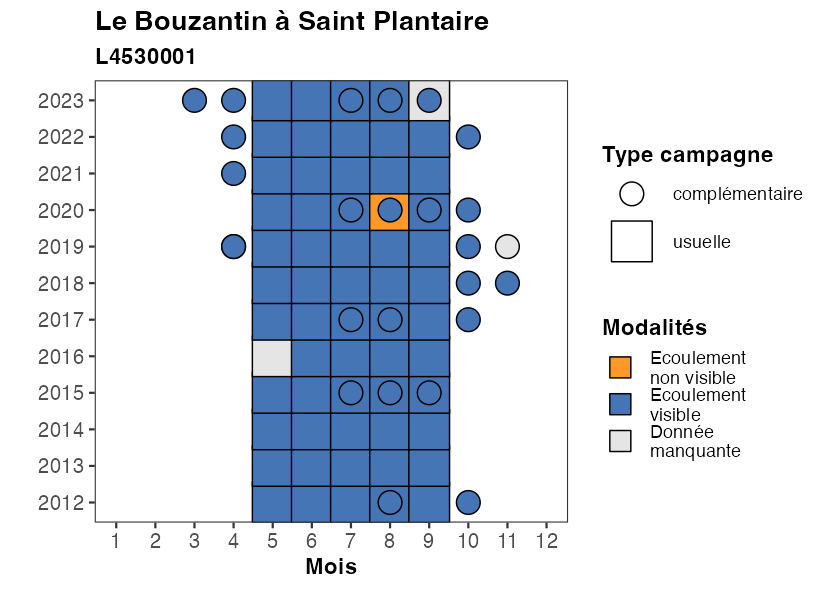 Le Bouzantin à Saint Plantaire
L4530001
2023
2022
2021
2020
2019
2018
2017
2016
2015
2014
2013
2012
1 2 3 4 5 6 7 8 9 10 11 12
Mois
Type campagne
complémentaire
usuelle
Modalités
Ecoulement
non visible
Ecoulement
visible
Donnée
manquante